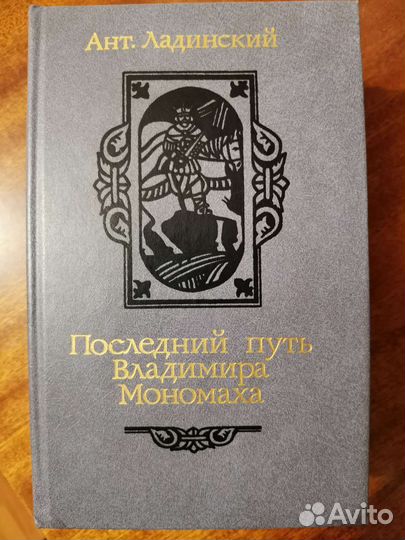 Ант. Ладинский
Последний путь
Владимира
Мономаха
Avito